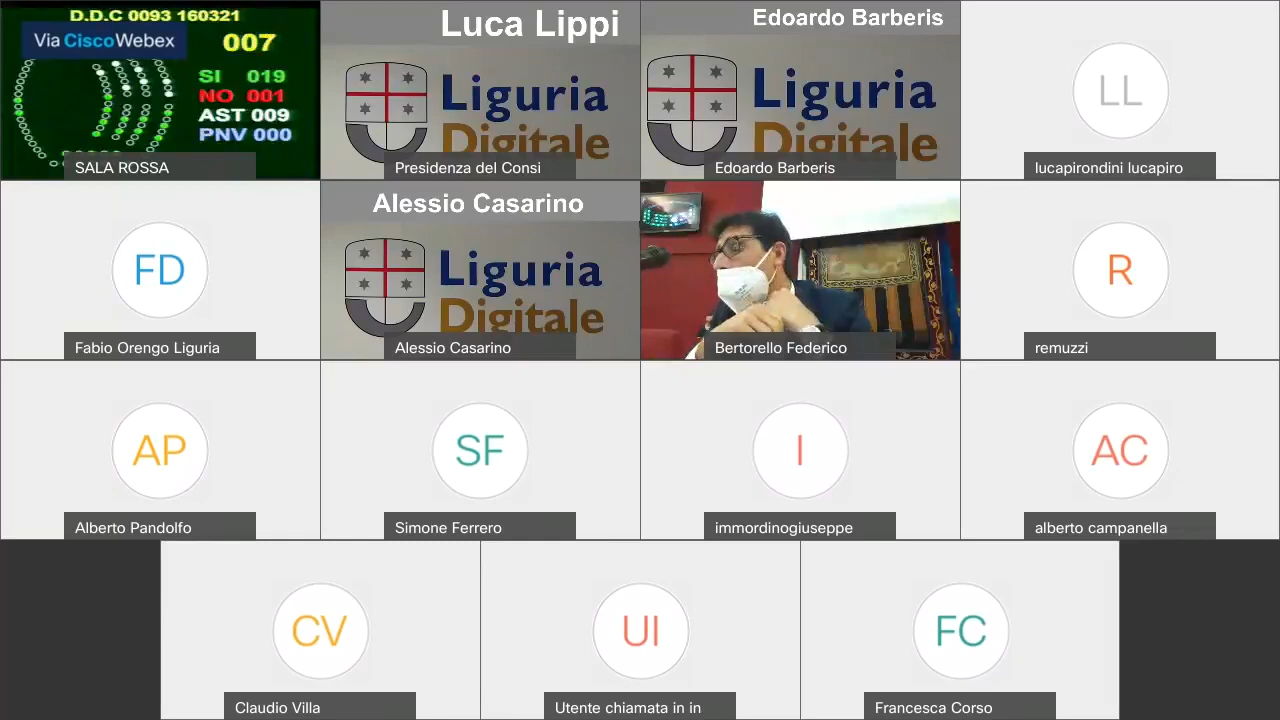 D.D.C 0093 160321
Via Cisco Webex
007
SI 019
NO 001
AST 009
PNV 000
SALA ROSSA
Luca Lippi
Liguria
Digitale
Presidenza del Consi
Edoardo Barberis
Liguria
Digitale
Edoardo Barberis
LL
lucapirondini lucapiro
FD
Fabio Orengo Liguria
Alessio Casarino
Liguria
Digitale
Alessio Casarino
Bertorello Federico
R
remuzzi
AP
Alberto Pandolfo
SF
Simone Ferrero
I
immordinogiuseppe
AC
alberto campanella
CV
Claudio Villa
UI
Utente chiamata in in
FC
Francesca Corso